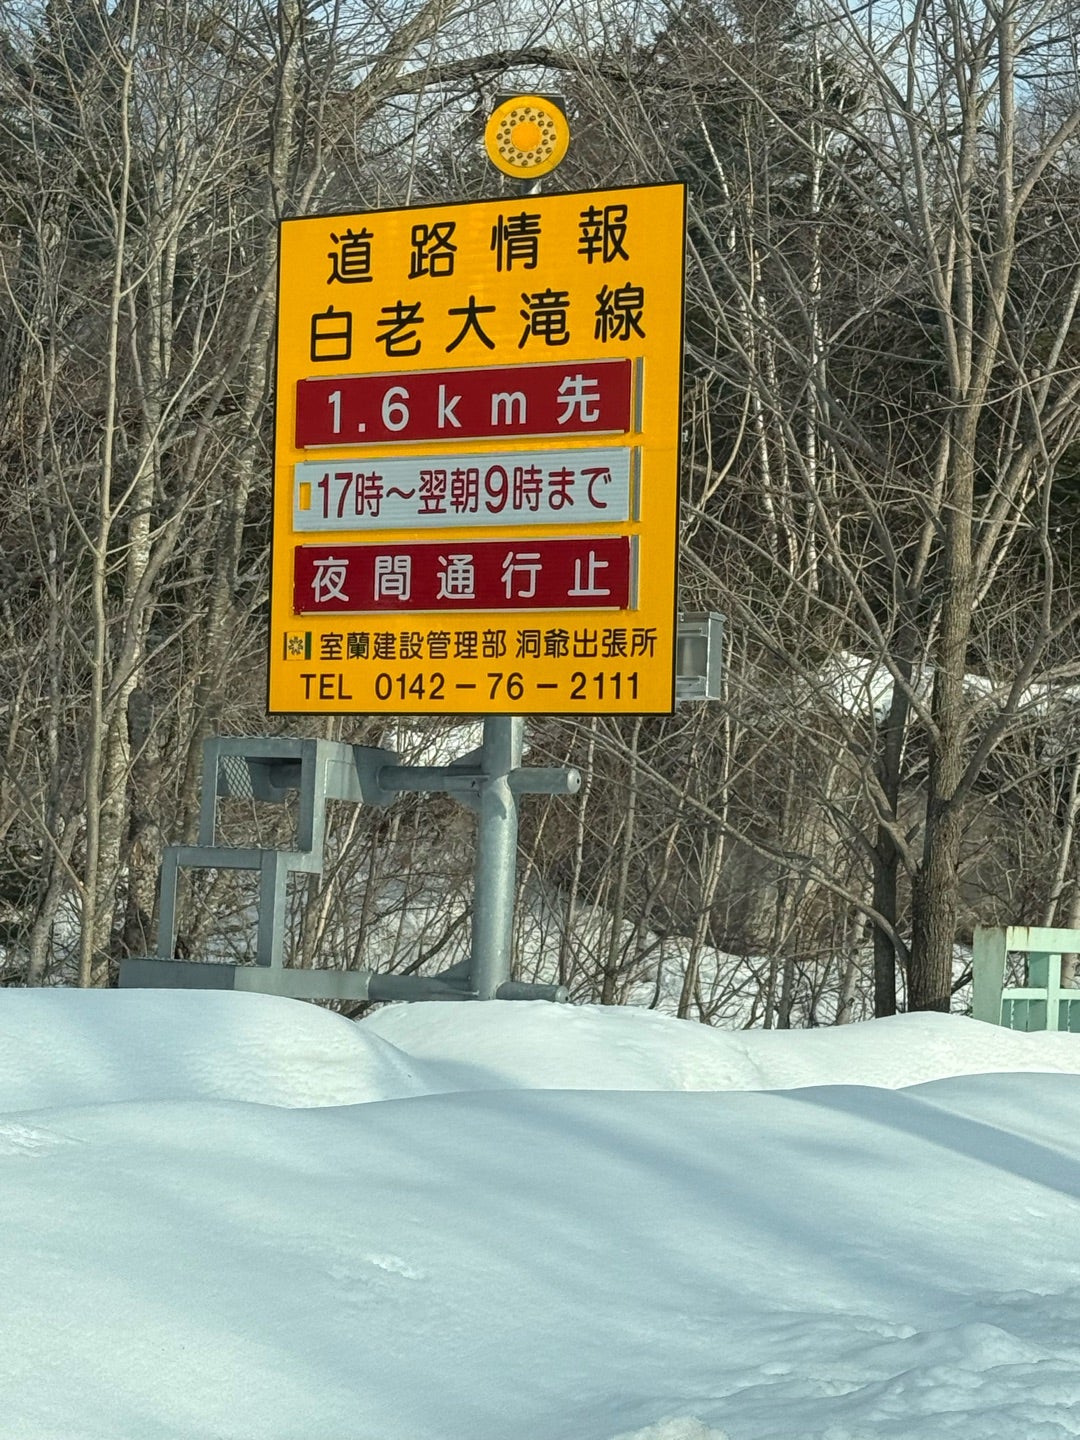 道路情報
白老大滝線
1.6km先
17時～翌朝9時まで
夜間通行止
室蘭建設管理部 洞爺出張所
TEL 0142－76－2111